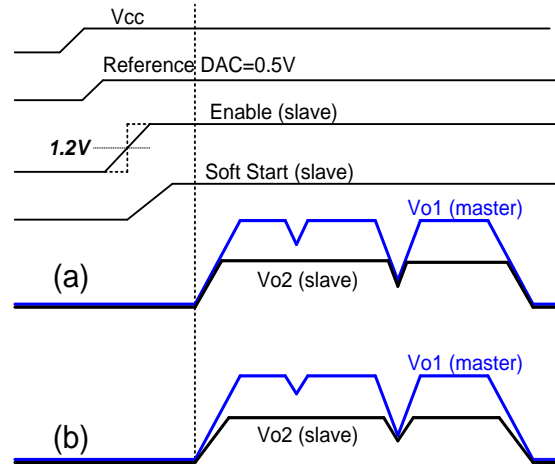 Vcc
Reference DAC=0.5V
Enable (slave)
1.2V
Soft Start (slave)
Vo1 (master)
(a)
Vo2 (slave)
Vo1 (master)
(b)
Vo2 (slave)